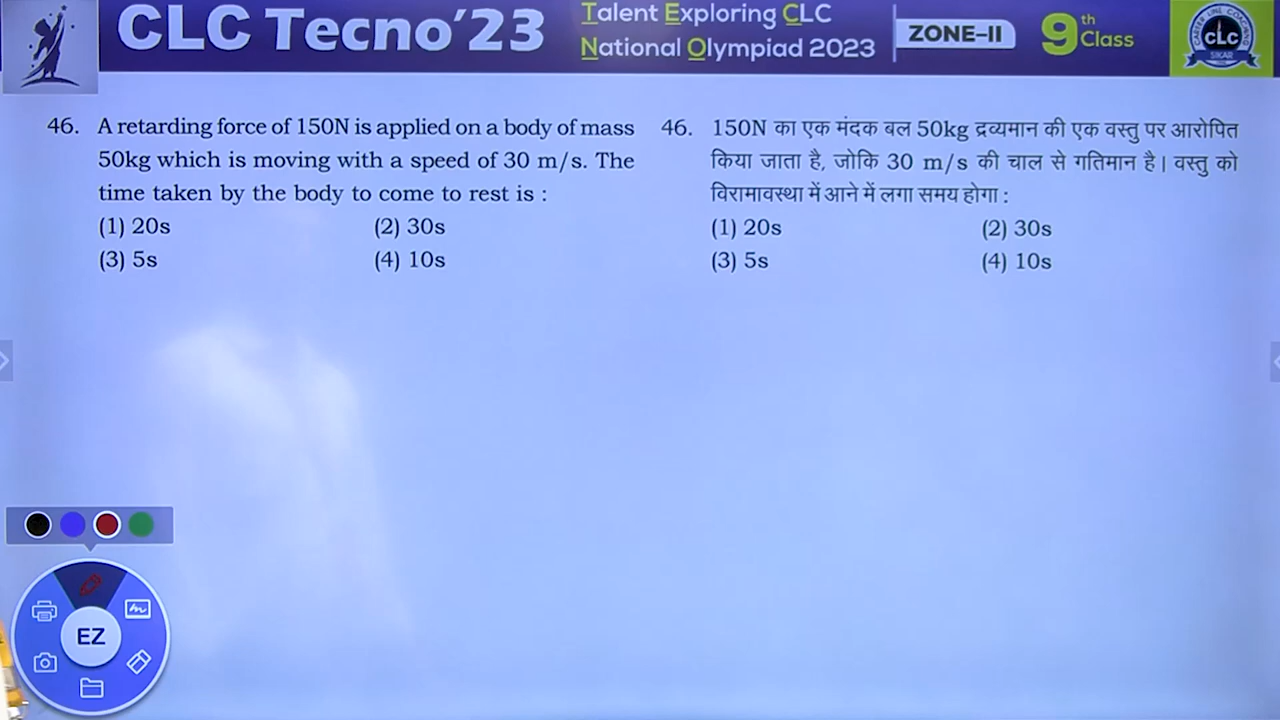 CLC Tecno'23
Talent Exploring CLC
National Olympiad 2023
ZONE-II
9th Class
CAREER LINE COACHING
CLC
SIKAR
46. A retarding force of 150N is applied on a body of mass
50kg which is moving with a speed of 30 m/s. The
time taken by the body to come to rest is :
(1) 20s (2) 30s
(3) 5s (4) 10s
46. 150N का एक मंदक बल 50kg द्रव्यमान की एक वस्तु पर आरोपित
किया जाता है, जोकि 30 m/s की चाल से गतिमान है। वस्तु को
विरामावस्था में आने में लगा समय होगा :
(1) 20s (2) 30s
(3) 5s (4) 10s
EZ